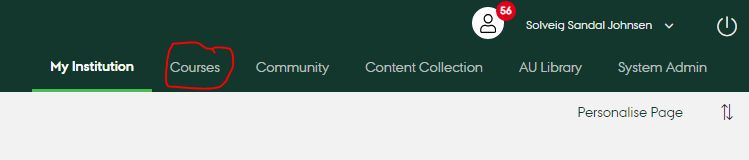 56
Solveig Sandal Johnsen
My Institution Courses Community Content Collection AU Library System Admin
Personalise Page